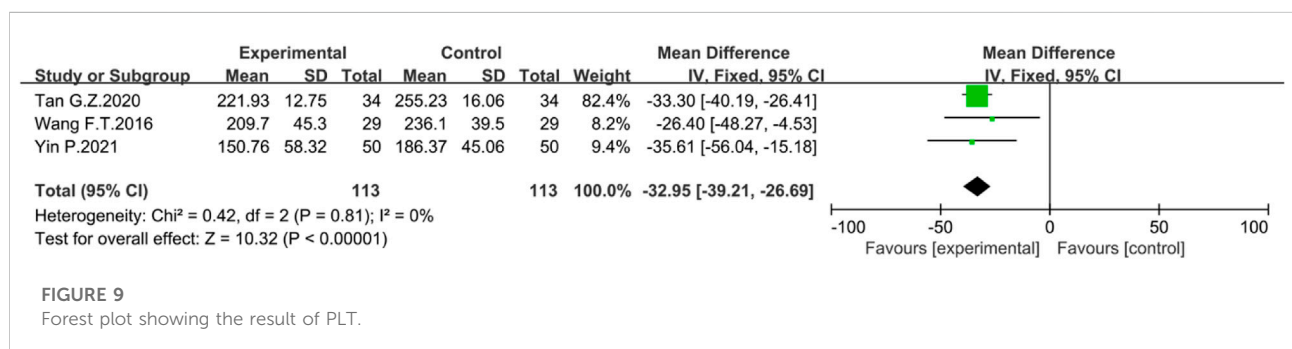 Experimental Control Mean Difference Mean Difference
Study or Subgroup Mean SD Total Mean SD Total Weight IV, Fixed, 95% CI IV, Fixed, 95% CI
Tan G.Z.2020 221.93 12.75 34 255.23 16.06 34 82.4% -33.30 [-40.19, -26.41]
Wang F.T.2016 209.7 45.3 29 236.1 39.5 29 8.2% -26.40 [-48.27, -4.53]
Yin P.2021 150.76 58.32 50 186.37 45.06 50 9.4% -35.61 [-56.04, -15.18]
Total (95% CI) 113 113 100.0% -32.95 [-39.21, -26.69]
Heterogeneity: Chi² = 0.42, df = 2 (P = 0.81); I² = 0%
Test for overall effect: Z = 10.32 (P < 0.00001)
-100 -50 0 50 100
Favours [experimental] Favours [control]
FIGURE 9
Forest plot showing the result of PLT.